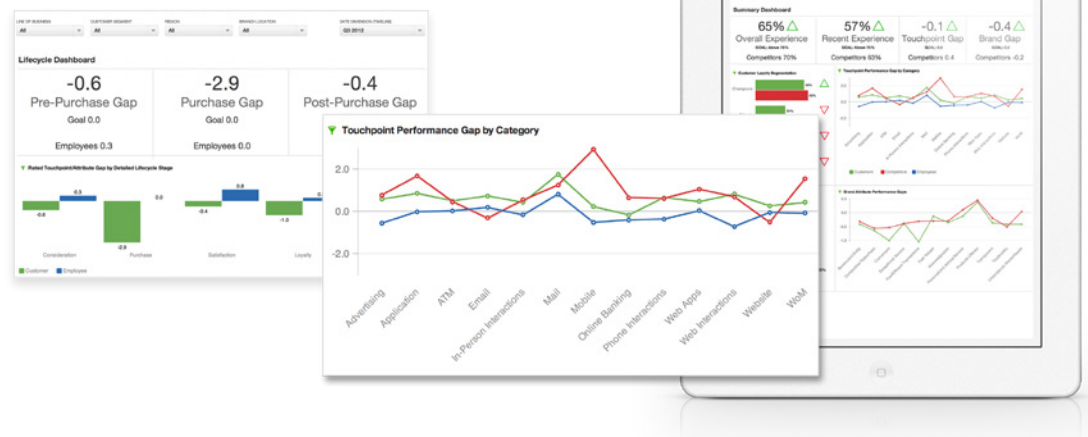 LINE OF BUSINESS CUSTOMER SEGMENT REGION BRANCH LOCATION DATE DIMENSION (TIMELINE
All All All All Q3 2012
Lifecycle Dashboard
-0.6 -2.9 -0.4
Pre-Purchase Gap Purchase Gap Post-Purchase Gap
Goal 0.0 Goal 0.0
Employees 0.3 Employees 0.0
Rated Touchpoint/Attribute Gap by Detailed Lifecycle Stage
0.3 0.0 0.8
-0.6 -2.9 -0.4 -1.0
Consideration Purchase Satisfaction Loyalty
Customer Employee
Touchpoint Performance Gap by Category
2.0
0.0
-2.0
Advertising
Application
ATM
Email
In-Person Interactions
Mail
Mobile
Online Banking
Phone Interactions
Web Apps
Web Interactions
Website
WoM
Summary Dashboard
65% 57% -0.1 -0.4
Overall Experience Recent Experience Touchpoint Gap Brand Gap
Competitors 70% Competitors 63% Competitors 0.4 Competitors -0.2
Customer Loyalty Segmentation
Touchpoint Performance Gap by Category
Customers Competitors Employees
Brand Attribute Performance Gaps